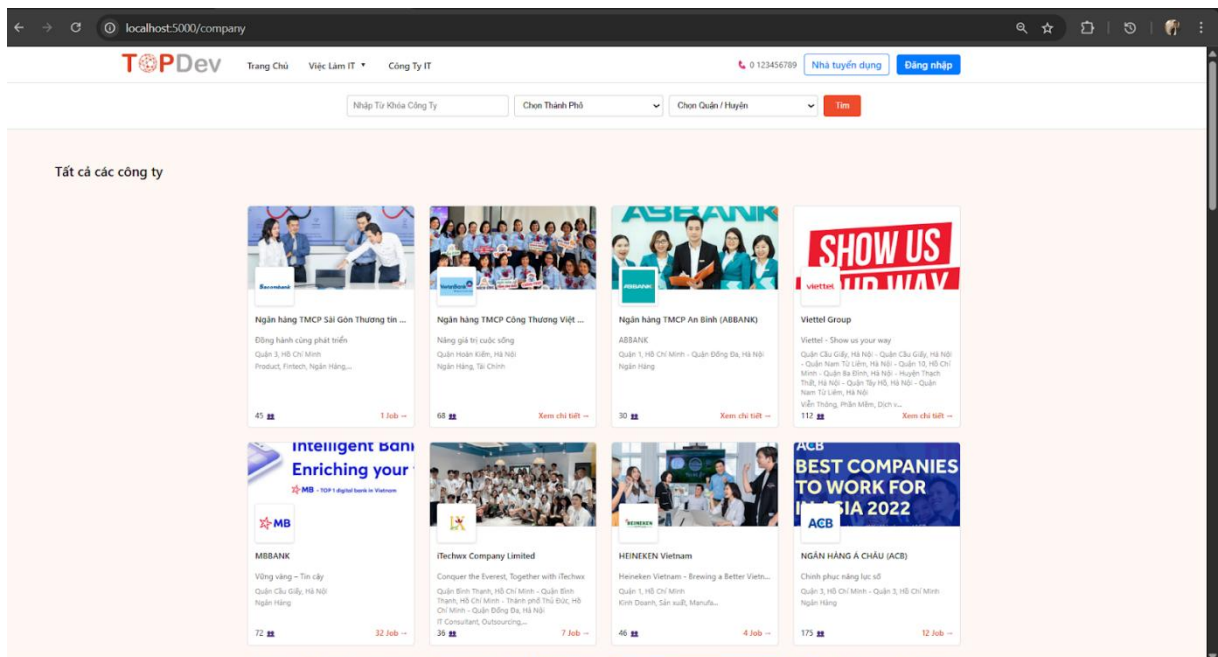 localhost:5000/company
TOPDev
Trang Chủ Việc Làm IT Công Ty IT
0 123456789 Nhà tuyển dụng Đăng nhập
Nhập Từ Khóa Công Ty Chọn Thành Phố Chọn Quận / Huyện Tìm
Tất cả các công ty
Sacombank
VietinBank
ABBANK
ABBANK
SHOW US
YOUR WAY
viettel
Ngân hàng TMCP Sài Gòn Thương tín ...
Đồng hành cùng phát triển
Quận 3, Hồ Chí Minh
Product, Fintech, Ngân Hàng,...
45 1 Job →
Ngân hàng TMCP Công Thương Việt ...
Nâng giá trị cuộc sống
Quận Hoàn Kiếm, Hà Nội
Ngân Hàng, Tài Chính
68 Xem chi tiết →
Ngân hàng TMCP An Bình (ABBANK)
ABBANK
Quận 1, Hồ Chí Minh - Quận Đống Đa, Hà Nội
Ngân Hàng
30 Xem chi tiết →
Viettel Group
Viettel - Show us your way
Quận Cầu Giấy, Hà Nội - Quận Cầu Giấy, Hà Nội
- Quận Nam Từ Liêm, Hà Nội - Quận 10, Hồ Chí
Minh - Quận Ba Đình, Hà Nội - Huyện Thạch
Thất, Hà Nội - Quận Tây Hồ, Hà Nội - Quận
Nam Từ Liêm, Hà Nội
Viễn Thông, Phần Mềm, Dịch v...
112 Xem chi tiết →
Intelligent Bank
Enriching your
MB - TOP 1 digital bank in Vietnam
MB
MBBANK
Vững vàng – Tin cậy
Quận Cầu Giấy, Hà Nội
Ngân Hàng
72 32 Job →
iTechwx Company Limited
Conquer the Everest, Together with iTechwx
Quận Bình Thạnh, Hồ Chí Minh - Quận Bình
Thạnh, Hồ Chí Minh - Thành phố Thủ Đức, Hồ
Chí Minh - Quận Đống Đa, Hà Nội
IT Consultant, Outsourcing,...
36 7 Job →
HEINEKEN
HEINEKEN Vietnam
Heineken Vietnam - Brewing a Better Vietn...
Quận 1, Hồ Chí Minh
Kinh Doanh, Sản xuất, Manufa...
46 4 Job →
ACB
BEST COMPANIES
TO WORK FOR
IN ASIA 2022
ACB
NGÂN HÀNG Á CHÂU (ACB)
Chinh phục nâng lực số
Quận 3, Hồ Chí Minh - Quận 3, Hồ Chí Minh
Ngân Hàng
175 12 Job →